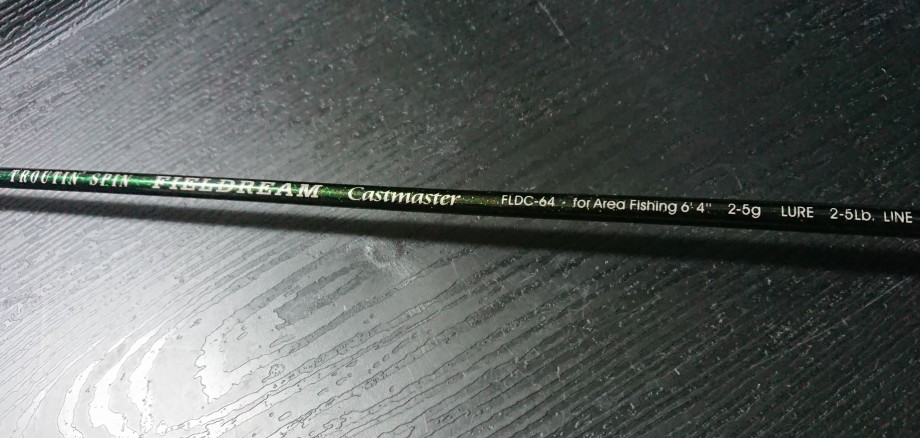 TROUTIN SPIN FIELDREAM Castmaster FLDC-64 · for Area Fishing 6' 4" 2-5g LURE 2-5Lb. LINE